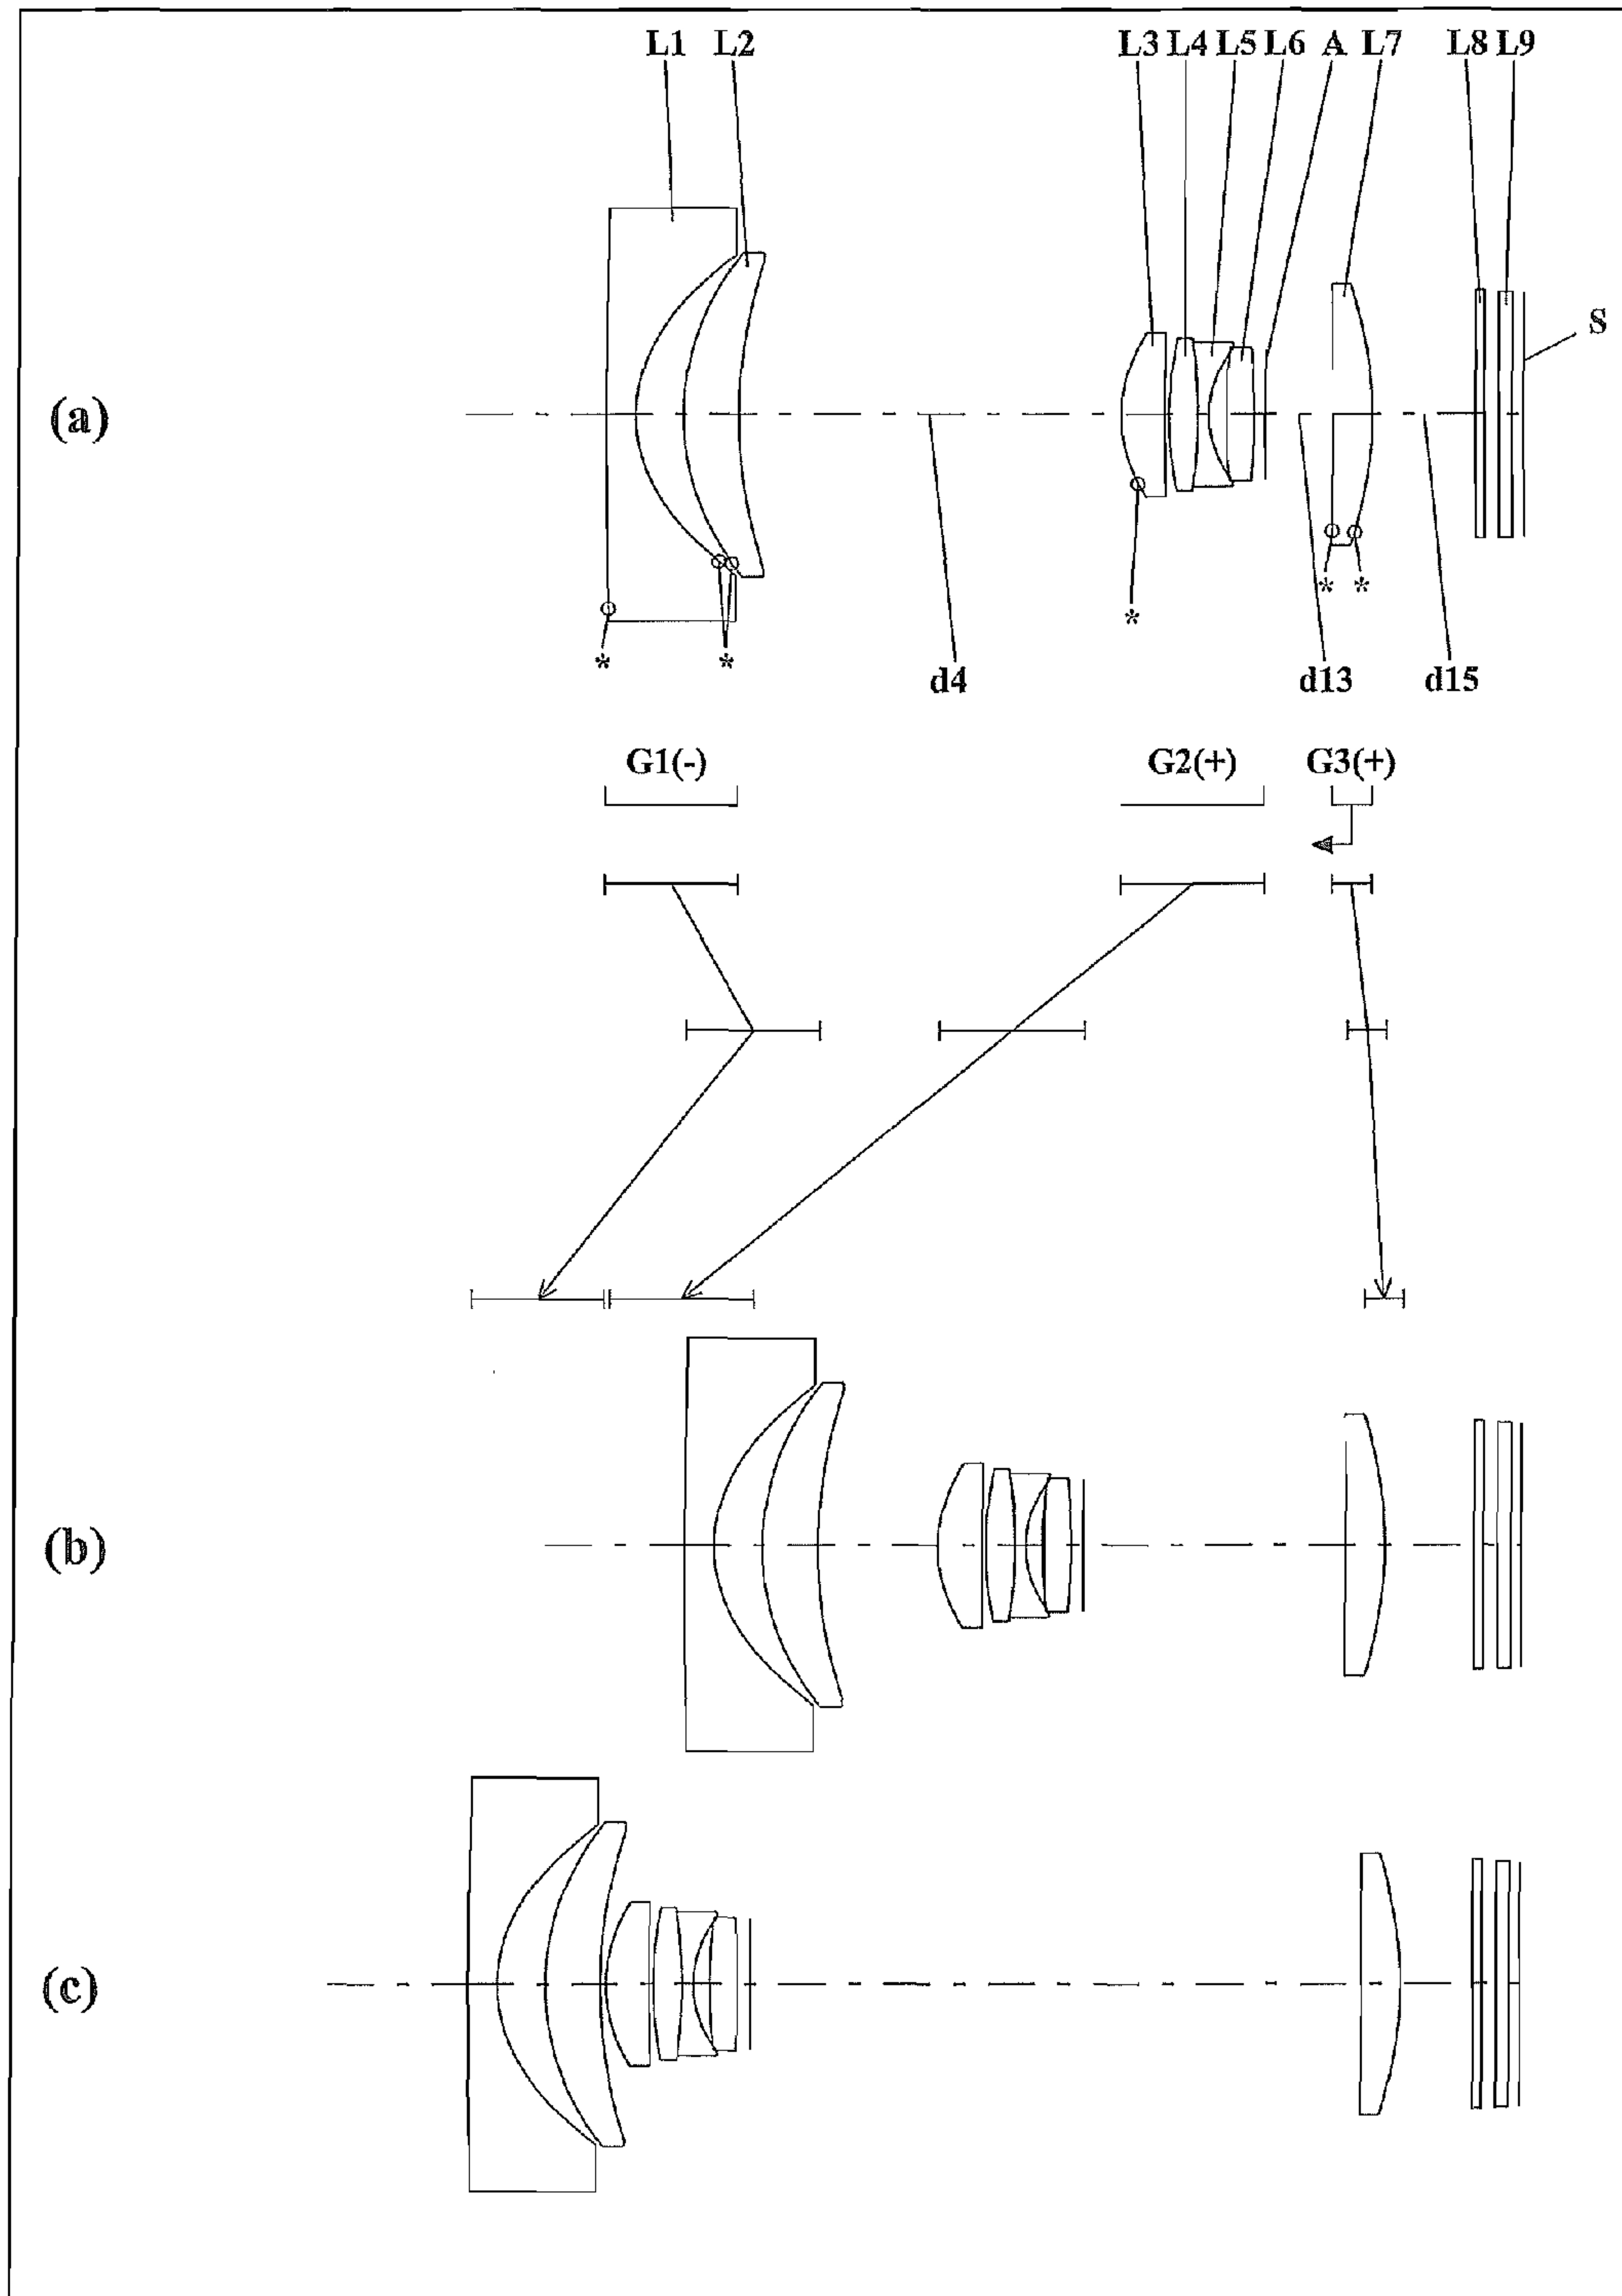 L1 L2 L3 L4 L5 L6 A L7 L8 L9
S
(a)
* * * * *
d4 d13 d15
G1(-) G2(+) G3(+)
(b)
(c)